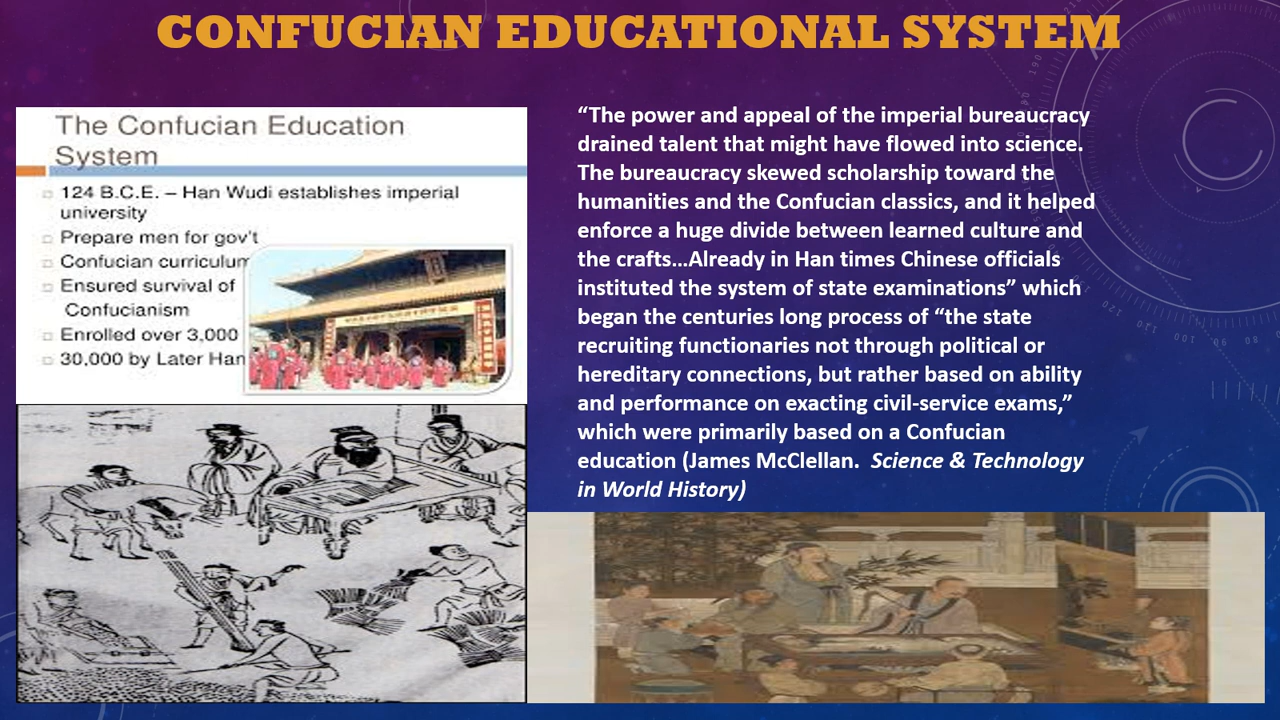 CONFUCIAN EDUCATIONAL SYSTEM
The Confucian Education
System
124 B.C.E. – Han Wudi establishes imperial
university
Prepare men for gov't
Confucian curriculum
Ensured survival of
Confucianism
Enrolled over 3,000
30,000 by Later Han
“The power and appeal of the imperial bureaucracy
drained talent that might have flowed into science.
The bureaucracy skewed scholarship toward the
humanities and the Confucian classics, and it helped
enforce a huge divide between learned culture and
the crafts…Already in Han times Chinese officials
instituted the system of state examinations” which
began the centuries long process of “the state
recruiting functionaries not through political or
hereditary connections, but rather based on ability
and performance on exacting civil-service exams,”
which were primarily based on a Confucian
education (James McClellan. Science & Technology
in World History)